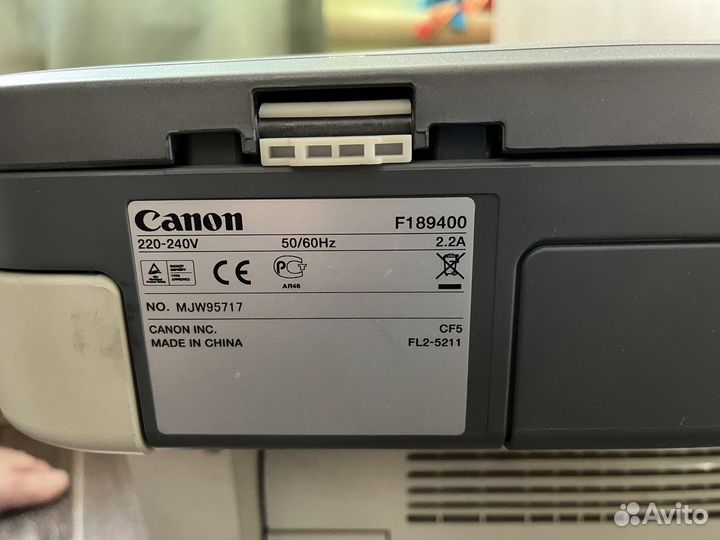 Canon F189400
220-240V 50/60Hz 2.2A
CE PCT
AR46
NO. MJW95717
CANON INC. CF5
MADE IN CHINA FL2-5211
Avito